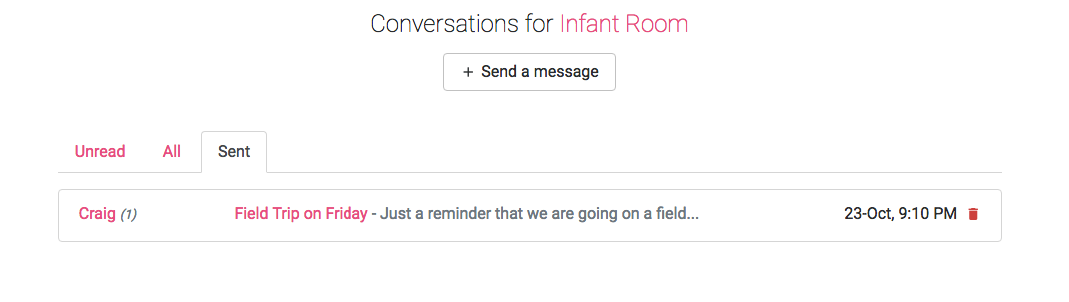 Conversations for Infant Room
+ Send a message
Unread All Sent
Craig (1) Field Trip on Friday - Just a reminder that we are going on a field... 23-Oct, 9:10 PM